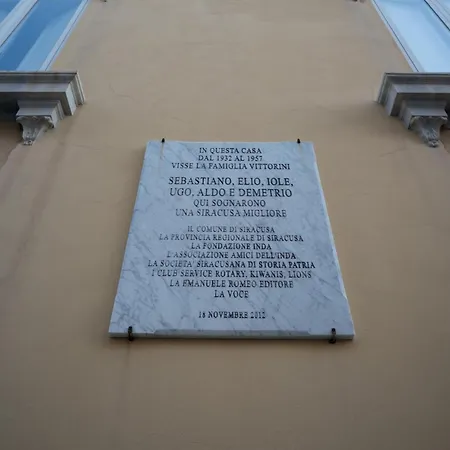 IN QUESTA CASA
DAL 1932 AL 1957
VISSE LA FAMIGLIA VITTORINI
SEBASTIANO, ELIO, IOLE,
UGO, ALDO E DEMETRIO
QUI SOGNARONO
UNA SIRACUSA MIGLIORE
IL COMUNE DI SIRACUSA
LA PROVINCIA REGIONALE DI SIRACUSA
LA FONDAZIONE INDA
L'ASSOCIAZIONE AMICI DELL'INDA
LA SOCIETA' SIRACUSANA DI STORIA PATRIA
I CLUB SERVICE ROTARY, KIWANIS, LIONS
LA EMANUELE ROMEO EDITORE
LA VOCE
18 NOVEMBRE 2012